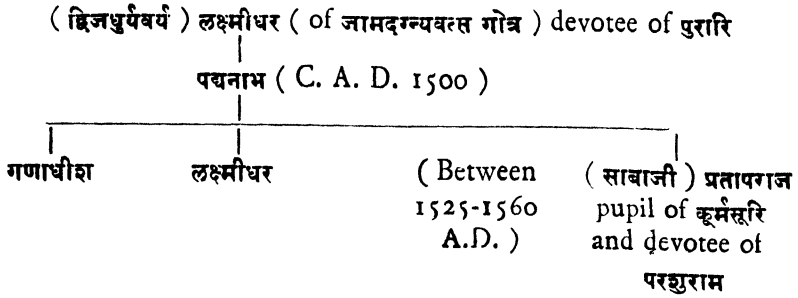 ( द्विजधुर्यवर्य ) लक्ष्मीधर ( of जामदग्न्यवत्स गोत्र ) devotee of पुरारि
पद्मनाभ ( C. A. D. 1500 )
गणाधीश लक्ष्मीधर ( Between ( साबाजी ) प्रतापराज
1525-1560 pupil of कूर्मसूरि
A.D. ) and devotee of
परशुराम